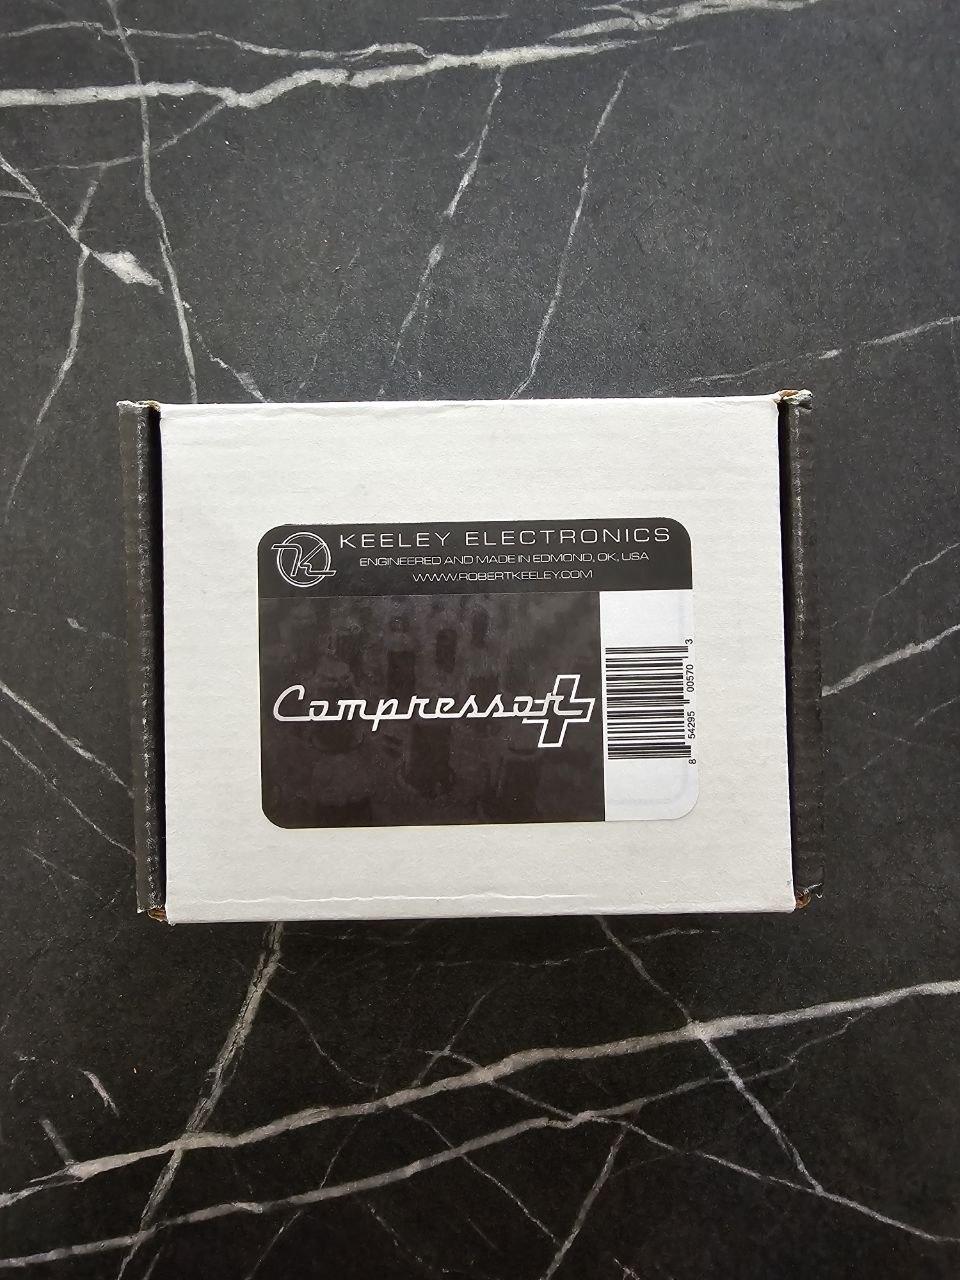 KEELEY ELECTRONICS
ENGINEERED AND MADE IN EDMOND, OK, USA
WWW.ROBERTKEELEY.COM
Compressor
8 54295 00570 3